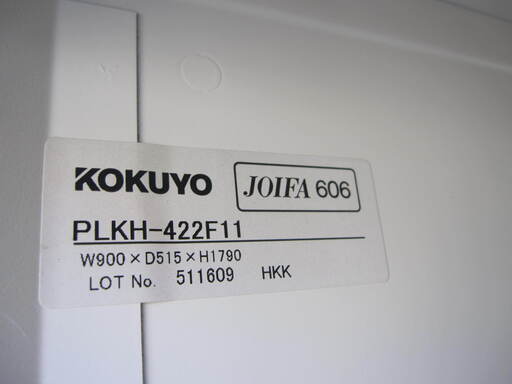 KOKUYO JOIFA 606
PLKH-422F11
W900×D515×H1790
LOT No. 511609 HKK